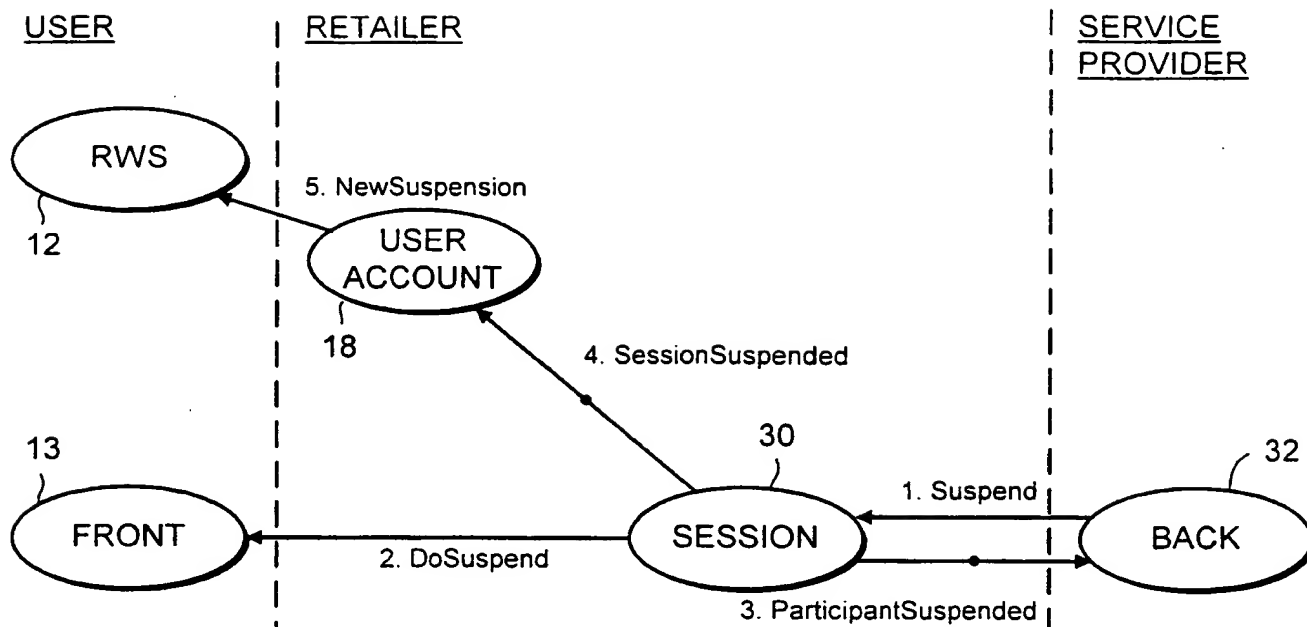 USER
RETAILER
SERVICE
PROVIDER
RWS
5. NewSuspension
12
USER
ACCOUNT
18
4. SessionSuspended
13
30
32
1. Suspend
FRONT
SESSION
BACK
2. DoSuspend
3. ParticipantSuspended